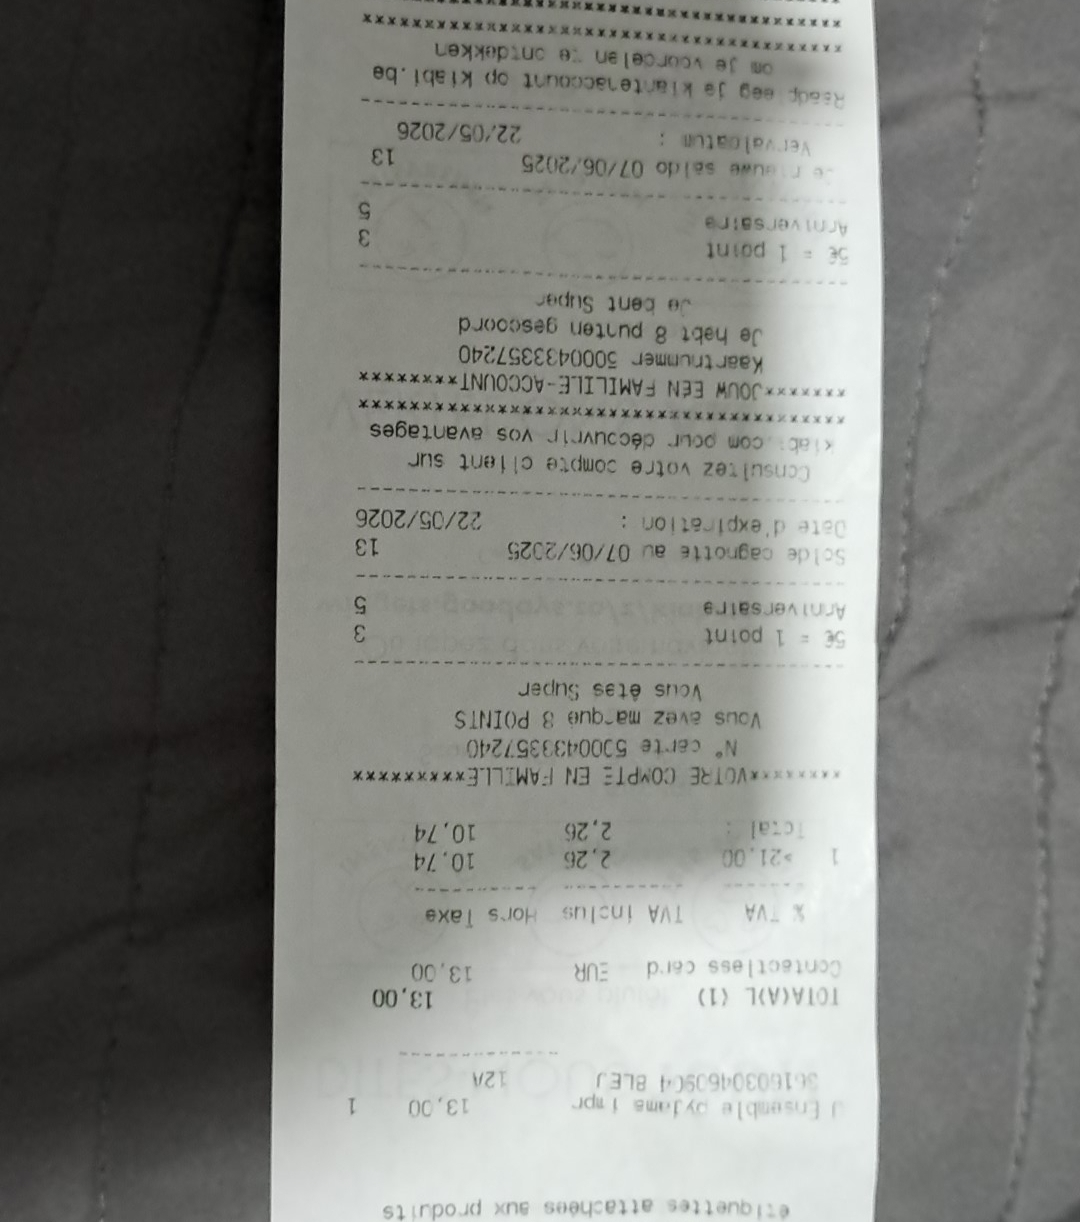 étiquettes attachées aux produits
J Ensemble pyjama impr 13,00 1
3616030460904 BLEJ 12A
TOTA(A)L (1) 13,00
Contactless card EUR 13,00
% TVA TVA inclus Hors Taxe
1 >21,00 2,26 10,74
Total : 2,26 10,74
*********VOTRE COMPTE EN FAMILLE**********
N° carte 5000433357240
Vous avez marqué 8 POINTS
Vous êtes Super
5€ = 1 point 3
Anniversaire 5
Solde cagnotte au 07/06/2025 13
Date d'expiration : 22/05/2026
Consultez votre compte client sur
kiabi.com pour découvrir vos avantages
********************************************
*******JOUW EEN FAMILILE-ACCOUNT*********
Kaartnummer 5000433357240
Je hebt 8 punten gescoord
Je bent Super
5€ = 1 point 3
Anniversaire 5
Je nieuwe saldo 07/06/2025 13
Vervaldatum : 22/05/2026
Raadpleeg je klantenaccount op kiabi.be
om je voordelen te ontdekken
********************************************
********************************************